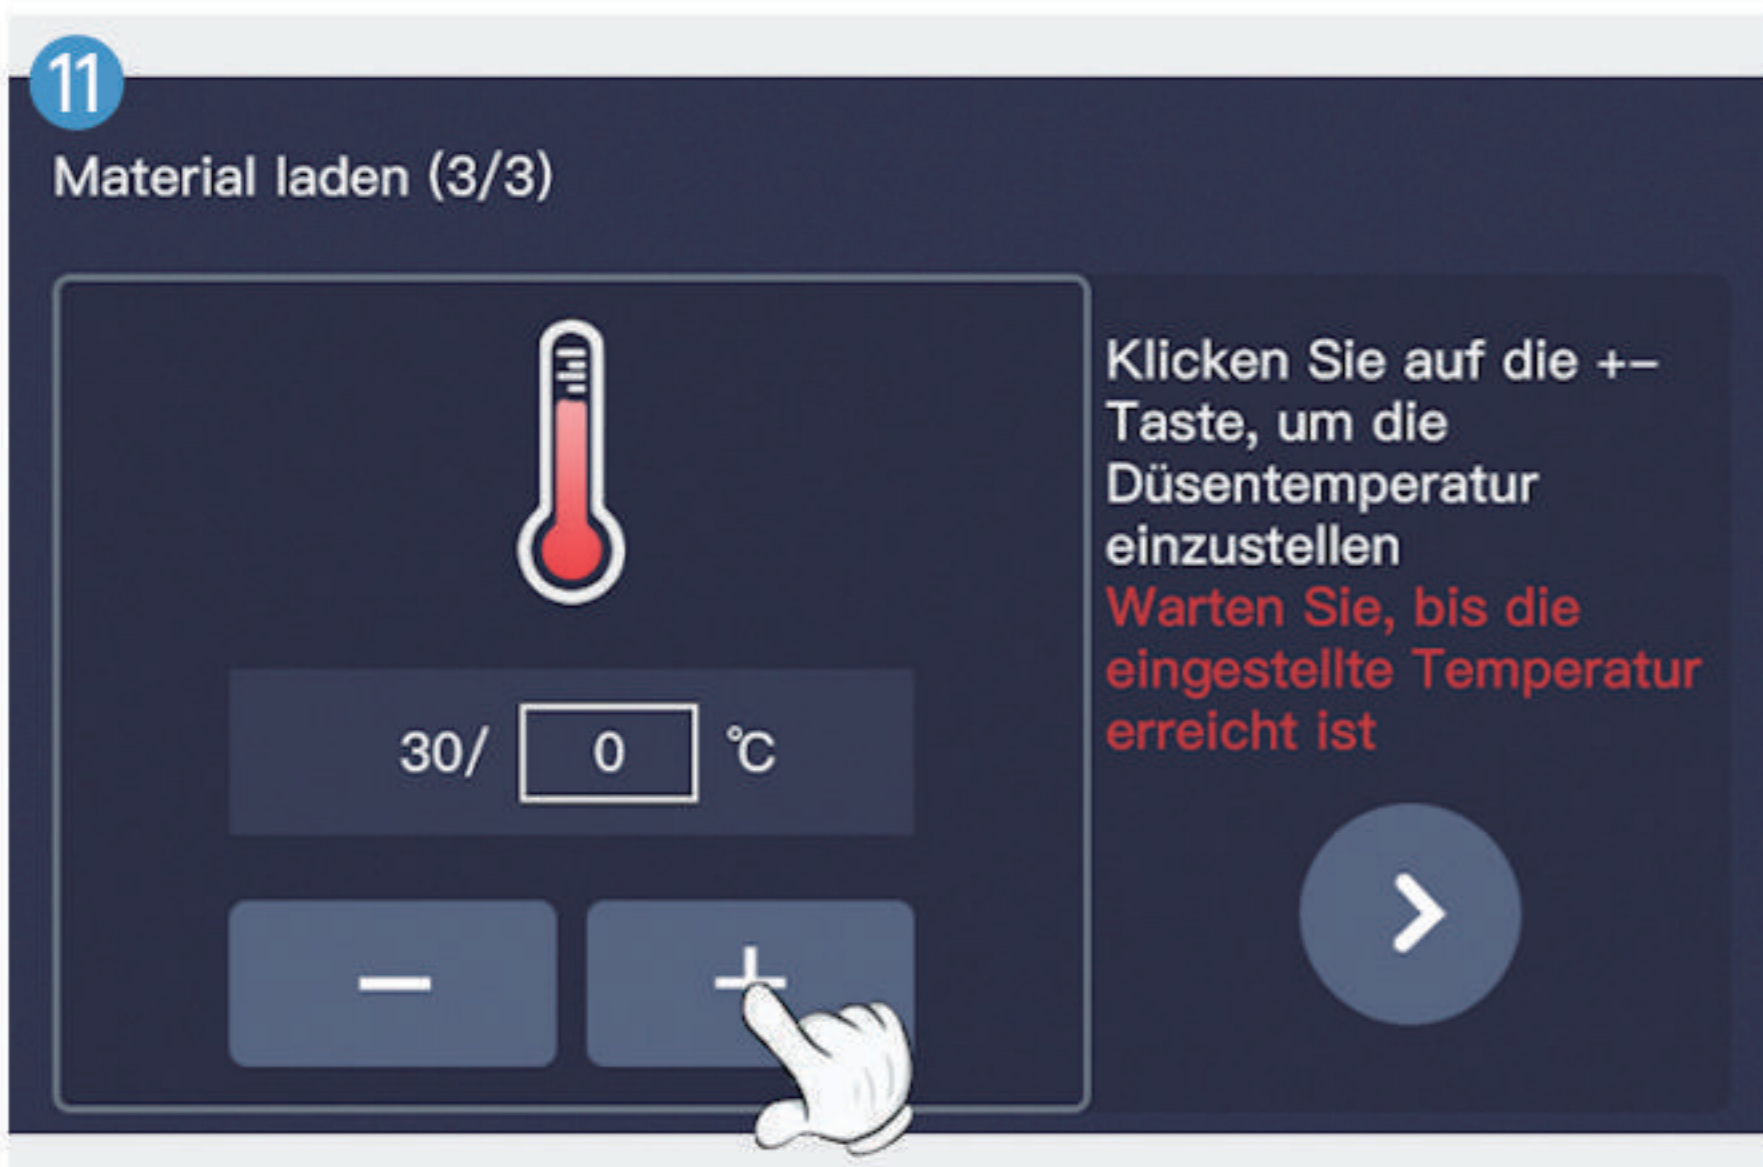 11
Material laden (3/3)
Klicken Sie auf die +-
Taste, um die
Düsentemperatur
einzustellen
Warten Sie, bis die
eingestellte Temperatur
erreicht ist
30/ 0 ℃
- +